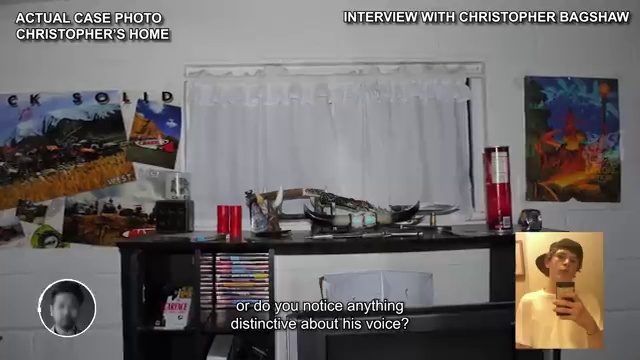 ACTUAL CASE PHOTO
CHRISTOPHER'S HOME
INTERVIEW WITH CHRISTOPHER BAGSHAW
CK SOLID
SCARFACE
or do you notice anything
distinctive about his voice?